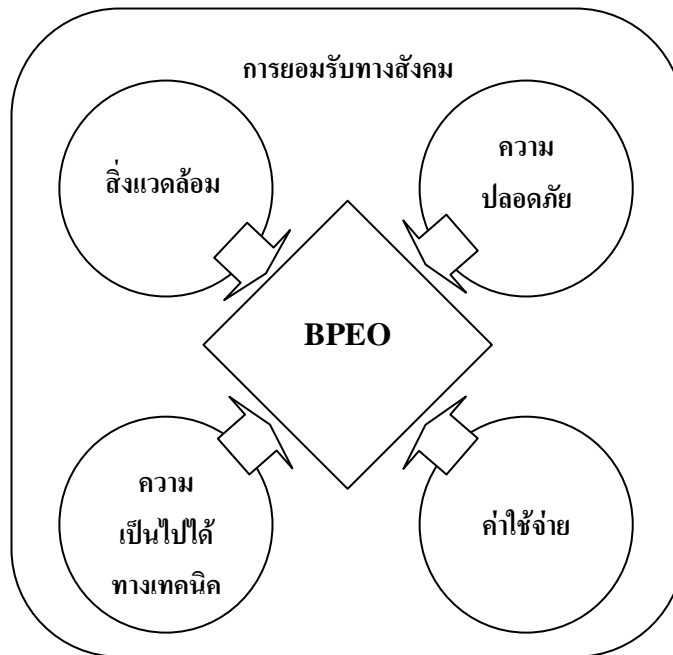 การยอมรับทางสังคม
สิ่งแวดล้อม
ความ
ปลอดภัย
BPEO
ความ
เป็นไปได้
ทางเทคนิค
ค่าใช้จ่าย